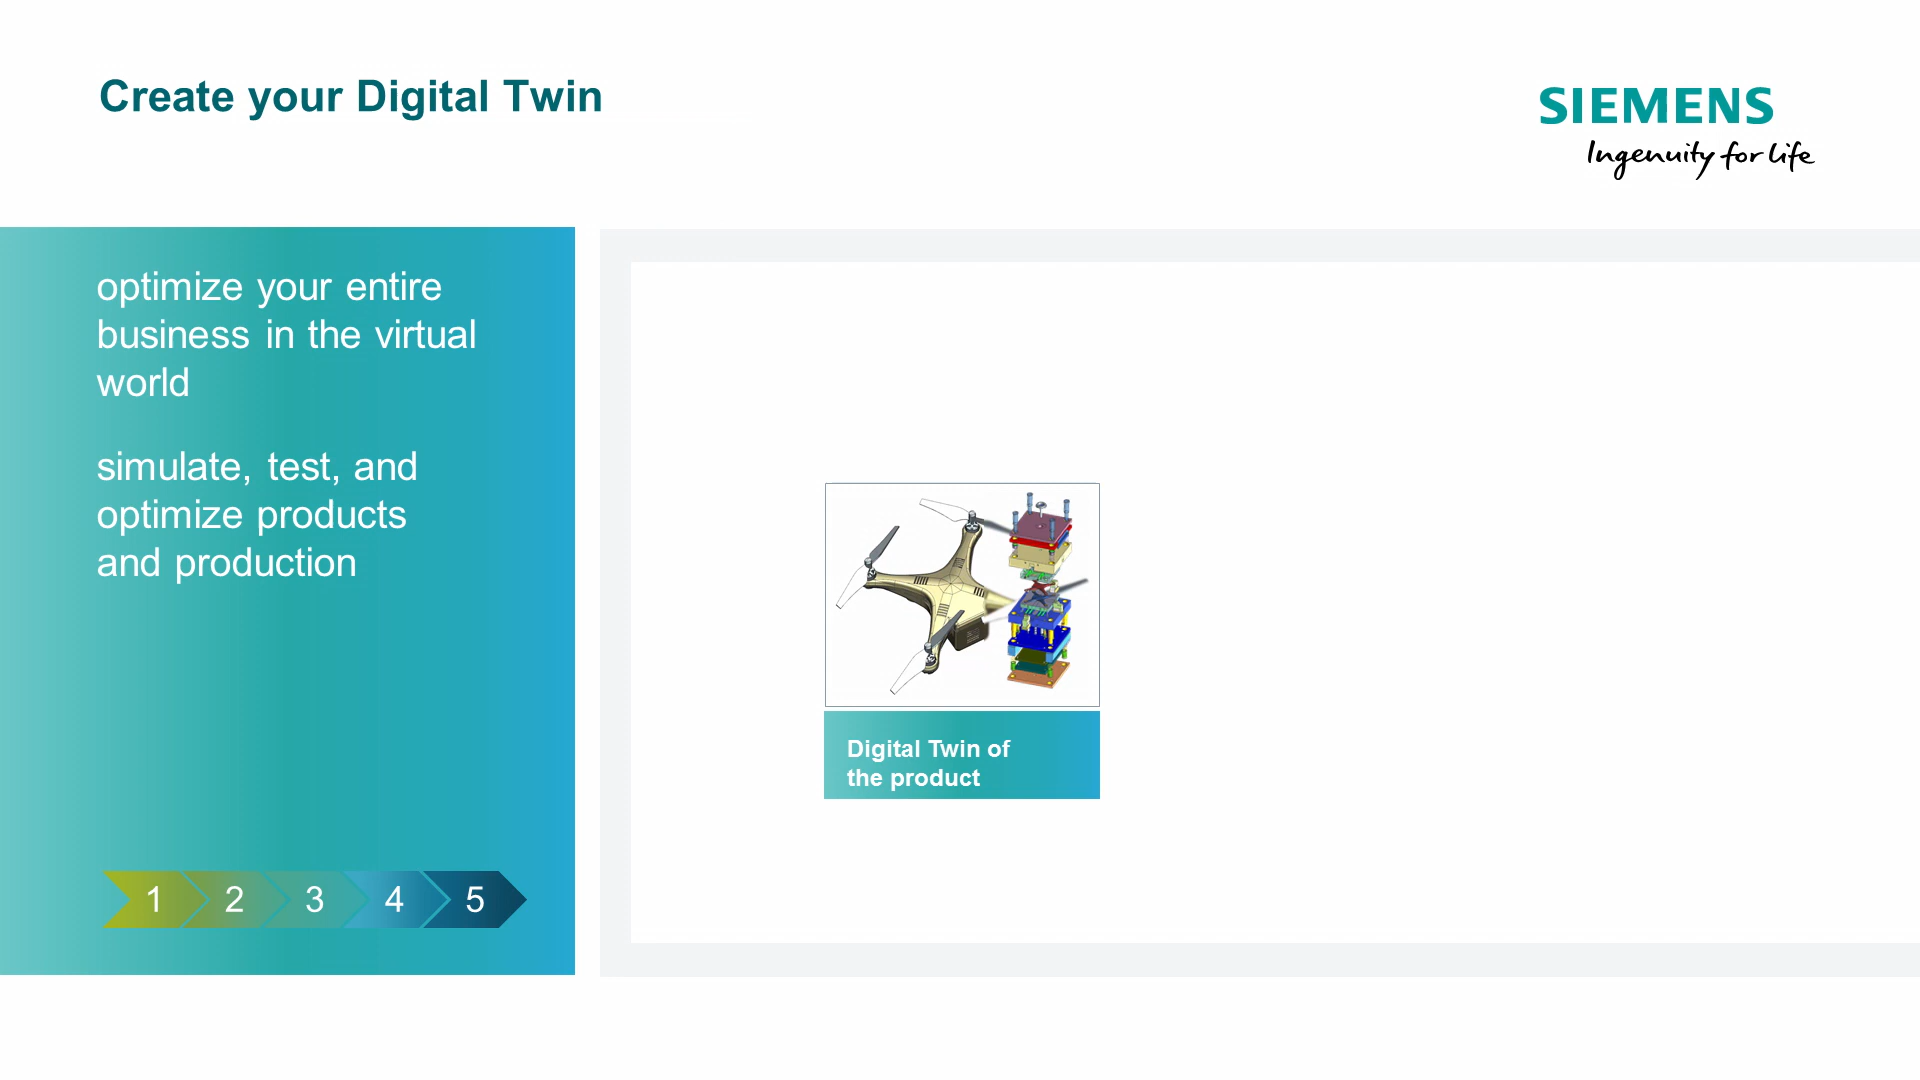 Create your Digital Twin
SIEMENS
Ingenuity for life
optimize your entire
business in the virtual
world
simulate, test, and
optimize products
and production
Digital Twin of
the product
1 2 3 4 5